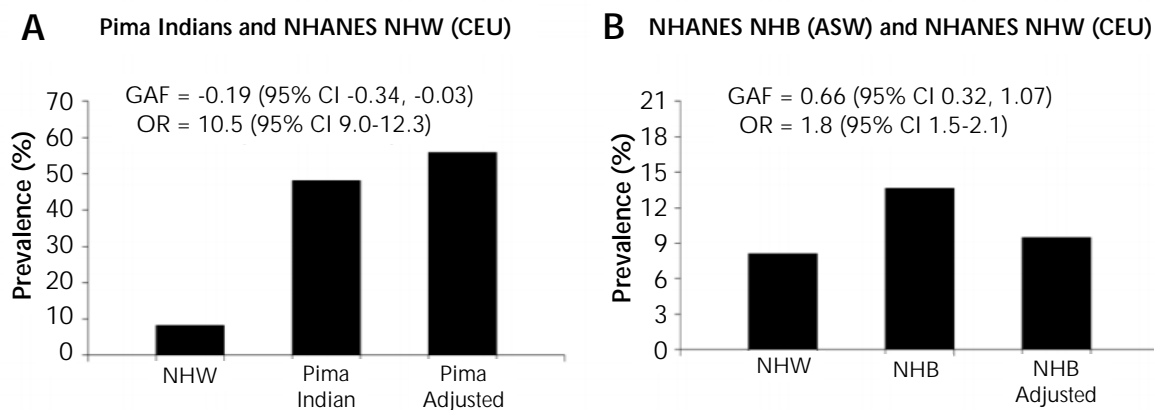 A Pima Indians and NHANES NHW (CEU)
GAF = -0.19 (95% CI -0.34, -0.03)
OR = 10.5 (95% CI 9.0-12.3)
Prevalence (%)
70
60
50
40
30
20
10
0
NHW
Pima
Indian
Pima
Adjusted
B NHANES NHB (ASW) and NHANES NHW (CEU)
GAF = 0.66 (95% CI 0.32, 1.07)
OR = 1.8 (95% CI 1.5-2.1)
Prevalence (%)
21
18
15
12
9
6
3
0
NHW
NHB
NHB
Adjusted